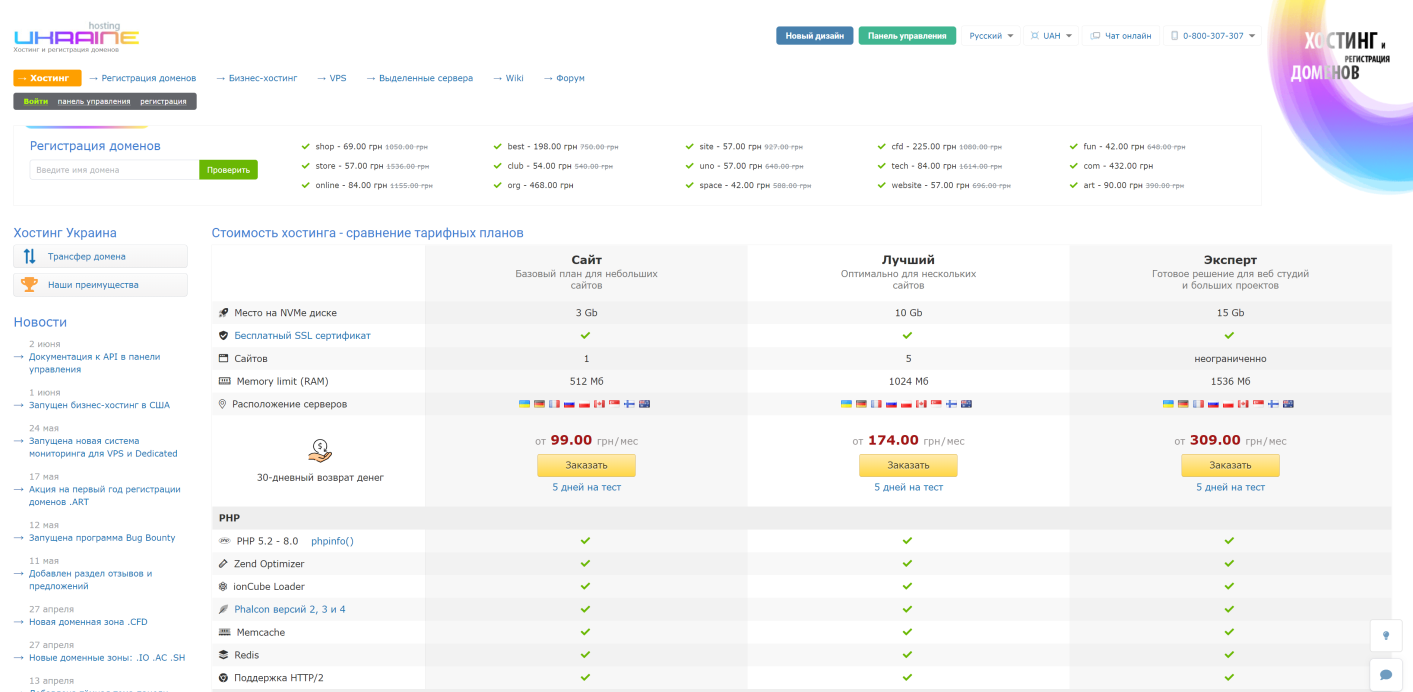 hosting
UKRAINE
Хостинг и регистрация доменов
Новый дизайн
Панель управления
Русский
UAH
Чат онлайн
0-800-307-307
ХОСТИНГ и
РЕГИСТРАЦИЯ
ДОМЕНОВ
→ Хостинг
→ Регистрация доменов
→ Бизнес-хостинг
→ VPS
→ Выделенные сервера
→ Wiki
→ Форум
Войти панель управления регистрация
Регистрация доменов
Введите имя домена
Проверить
shop - 69.00 грн 1050.00 грн
best - 198.00 грн 750.00 грн
site - 57.00 грн 927.00 грн
cfd - 225.00 грн 1080.00 грн
fun - 42.00 грн 648.00 грн
store - 57.00 грн 1536.00 грн
club - 54.00 грн 540.00 грн
uno - 57.00 грн 640.00 грн
tech - 84.00 грн 1614.00 грн
com - 432.00 грн
online - 84.00 грн 1155.00 грн
org - 468.00 грн
space - 42.00 грн 588.00 грн
website - 57.00 грн 696.00 грн
art - 90.00 грн 390.00 грн
Хостинг Украина
Трансфер домена
Наши преимущества
Новости
2 июня
→ Документация к API в панели
управления
1 июня
→ Запущен бизнес-хостинг в США
24 мая
→ Запущена новая система
мониторинга для VPS и Dedicated
17 мая
→ Акция на первый год регистрации
доменов .ART
12 мая
→ Запущена программа Bug Bounty
11 мая
→ Добавлен раздел отзывов и
предложений
27 апреля
→ Новая доменная зона .CFD
27 апреля
→ Новые доменные зоны: .IO .AC .SH
13 апреля
Стоимость хостинга - сравнение тарифных планов
Сайт
Базовый план для небольших
сайтов
Лучший
Оптимально для нескольких
сайтов
Эксперт
Готовое решение для веб студий
и больших проектов
Место на NVMe диске 3 Gb 10 Gb 15 Gb
Бесплатный SSL сертификат
Сайтов 1 5 неограниченно
Memory limit (RAM) 512 Мб 1024 Мб 1536 Мб
Расположение серверов
30-дневный возврат денег
от 99.00 грн/мес
Заказать
5 дней на тест
от 174.00 грн/мес
Заказать
5 дней на тест
от 309.00 грн/мес
Заказать
5 дней на тест
PHP
PHP 5.2 - 8.0 phpinfo()
Zend Optimizer
ionCube Loader
Phalcon версий 2, 3 и 4
Memcache
Redis
Поддержка HTTP/2